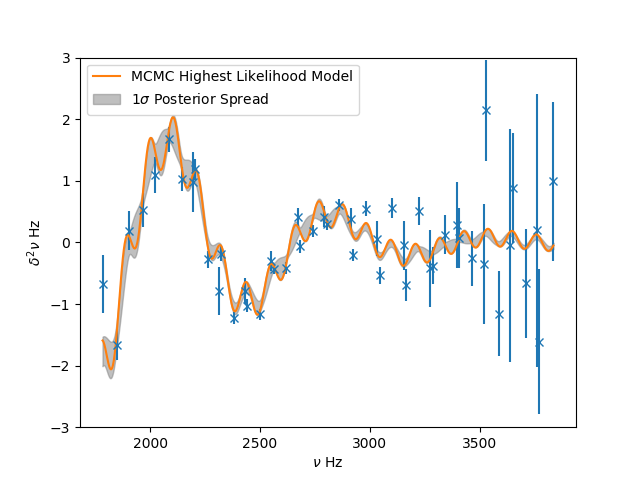 3
2
1
0
−1
−2
−3
δ²ν Hz
MCMC Highest Likelihood Model
1σ Posterior Spread
2000 2500 3000 3500
ν Hz